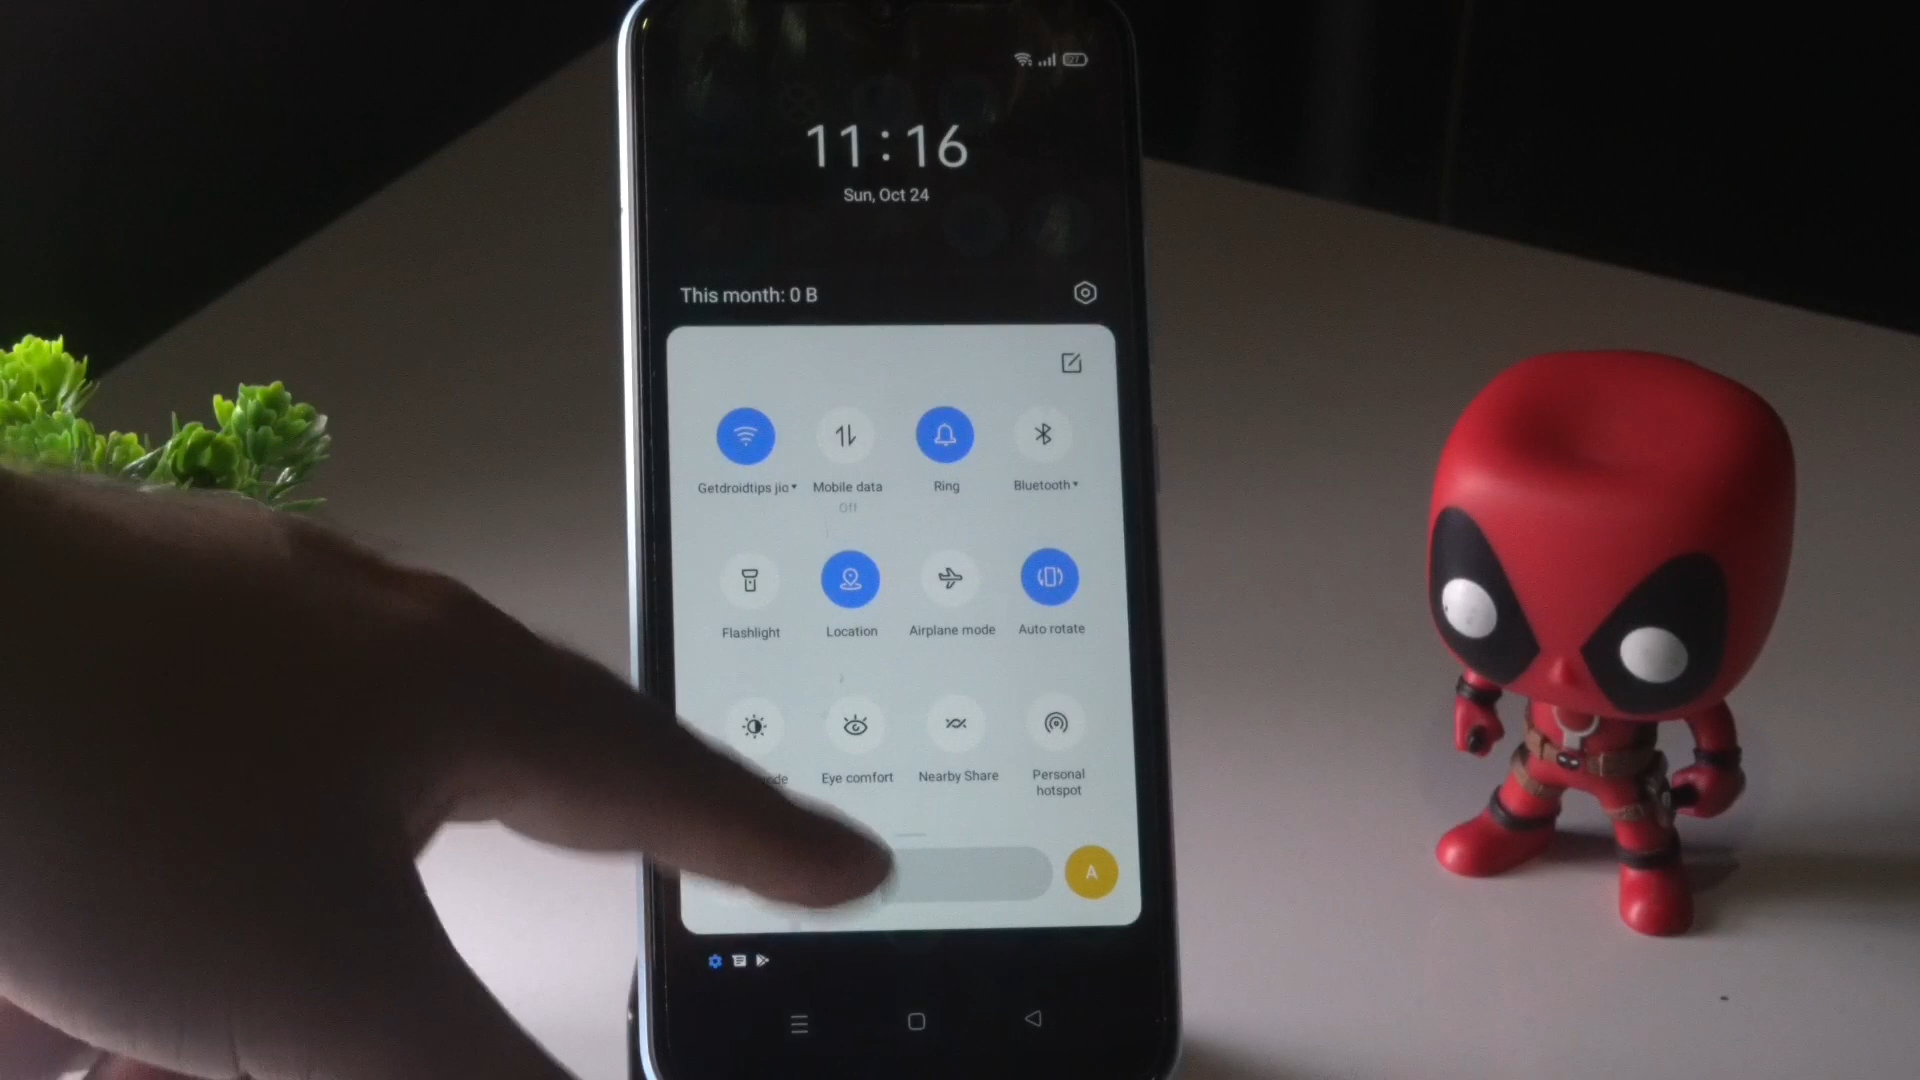 11:16
Sun, Oct 24
This month: 0 B
Getdroidtips jio
Mobile data
Off
Ring
Bluetooth
Flashlight
Location
Airplane mode
Auto rotate
Eye comfort
Nearby Share
Personal
hotspot
A